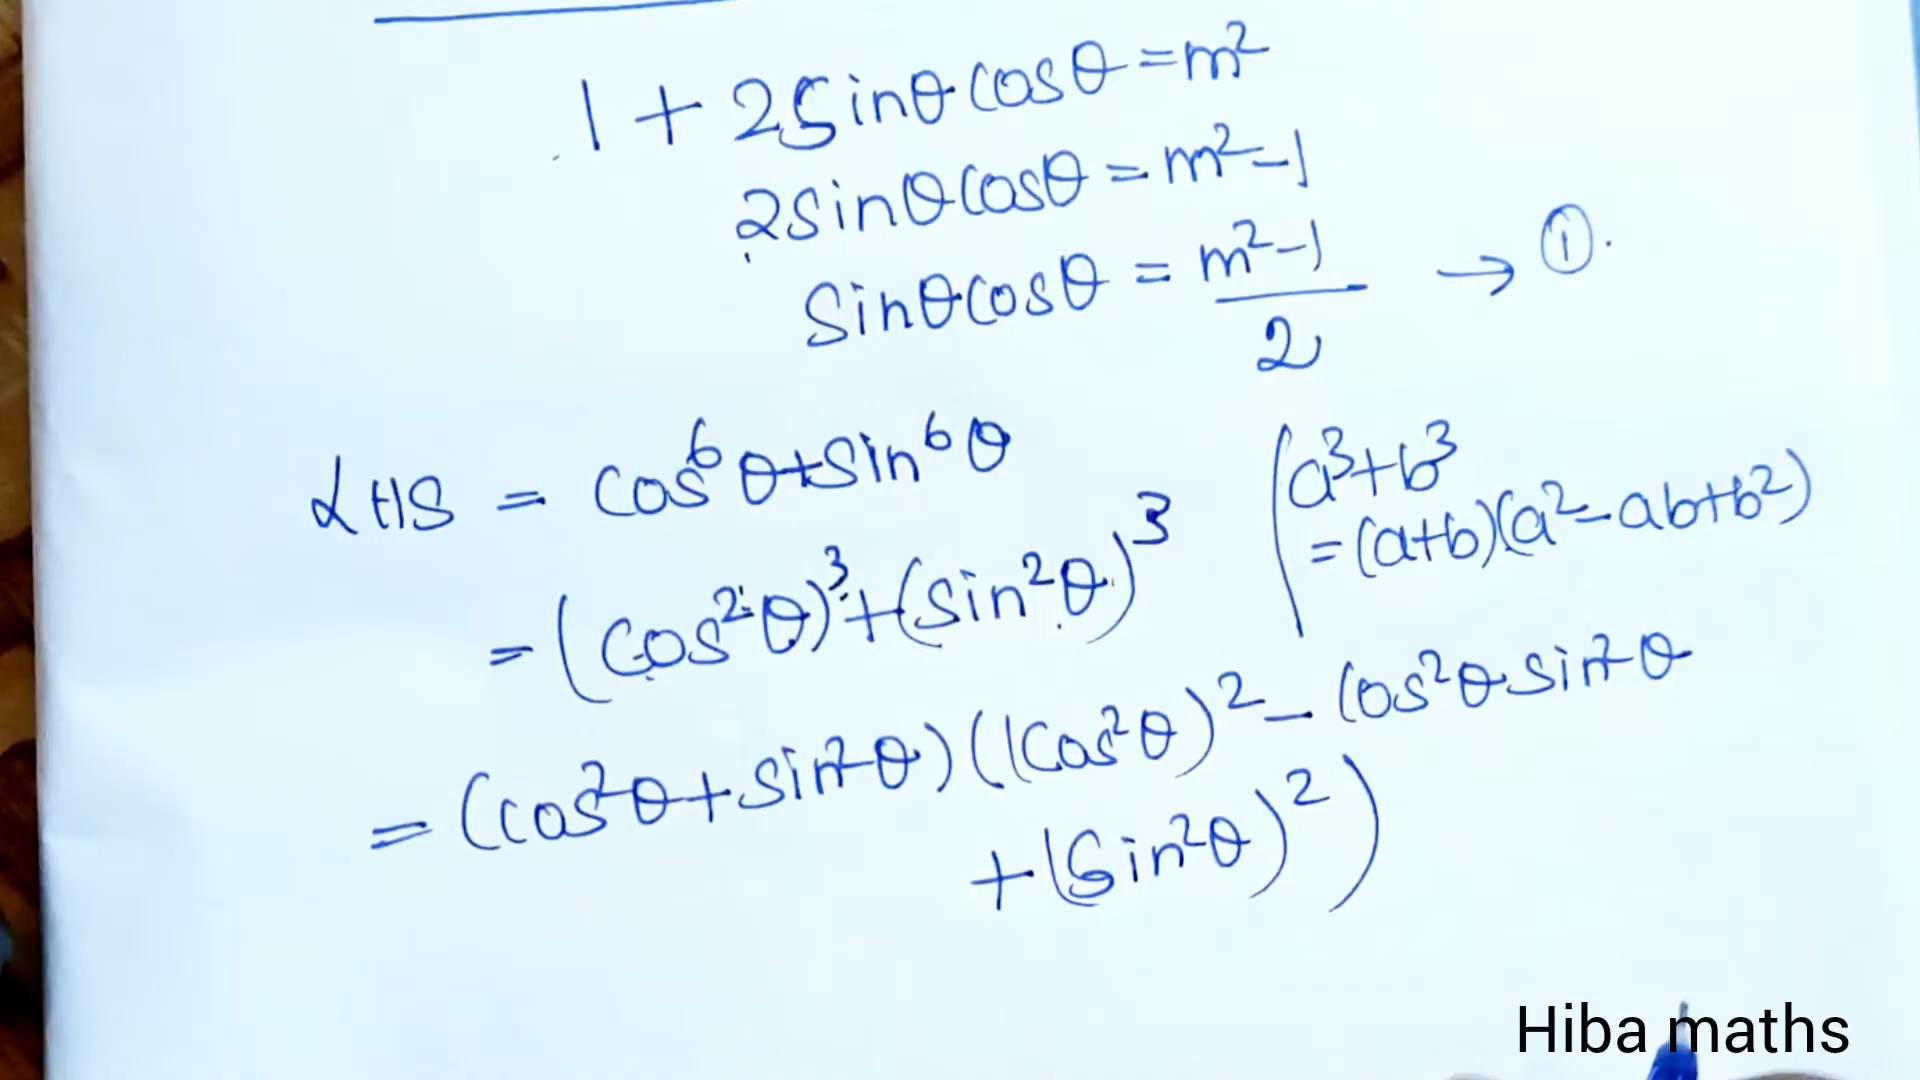 1 + 2Sinθ cosθ = m²
2sinθ cosθ = m² - 1
Sinθ cosθ = (m² - 1)/2 → ①.
LHS = cos⁶θ + sin⁶θ
a³ + b³
= (a+b)(a² - ab + b²)
= (cos²θ)³ + (sin²θ)³
= (cos²θ + sin²θ)((cos²θ)² - cos²θ sin²θ
+ (sin²θ)²)
Hiba maths